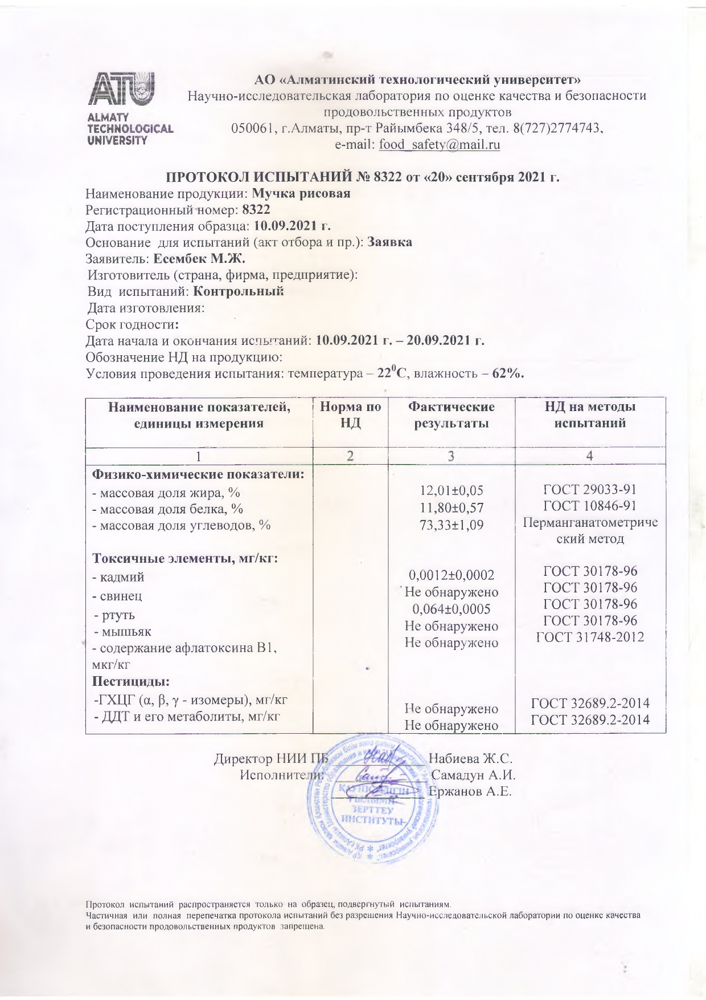 ATU
ALMATY
TECHNOLOGICAL
UNIVERSITY
АО «Алматинский технологический университет»
Научно-исследовательская лаборатория по оценке качества и безопасности
продовольственных продуктов
050061, г.Алматы, пр-т Райымбека 348/5, тел. 8(727)2774743.
e-mail: food_safety@mail.ru
ПРОТОКОЛ ИСПЫТАНИЙ № 8322 от «20» сентября 2021 г.
Наименование продукции: Мучка рисовая
Регистрационный номер: 8322
Дата поступления образца: 10.09.2021 г.
Основание для испытаний (акт отбора и пр.): Заявка
Заявитель: Есембек М.Ж.
Изготовитель (страна, фирма, предприятие):
Вид испытаний: Контрольный
Дата изготовления:
Срок годности:
Дата начала и окончания испытаний: 10.09.2021 г. – 20.09.2021 г.
Обозначение НД на продукцию:
Условия проведения испытания: температура – 22⁰С, влажность – 62%.
Наименование показателей, единицы измерения | Норма по НД | Фактические результаты | НД на методы испытаний
1 2 3 4
Физико-химические показатели:
- массовая доля жира, % 12,01±0,05 ГОСТ 29033-91
- массовая доля белка, % 11,80±0,57 ГОСТ 10846-91
- массовая доля углеводов, % 73,33±1,09 Перманганатометриче
ский метод
Токсичные элементы, мг/кг:
- кадмий 0,0012±0,0002 ГОСТ 30178-96
- свинец Не обнаружено ГОСТ 30178-96
- ртуть 0,064±0,0005 ГОСТ 30178-96
- мышьяк Не обнаружено ГОСТ 30178-96
- содержание афлатоксина В1, Не обнаружено ГОСТ 31748-2012
мкг/кг
Пестициды:
-ГХЦГ (α, β, γ - изомеры), мг/кг Не обнаружено ГОСТ 32689.2-2014
- ДДТ и его метаболиты, мг/кг Не обнаружено ГОСТ 32689.2-2014
Директор НИИ ПБ Набиева Ж.С.
Исполнители: Самадун А.И.
Ержанов А.Е.
ЗЕРТТЕУ
ИНСТИТУТЫ
Протокол испытаний распространяется только на образец, подвергнутый испытаниям.
Частичная или полная перепечатка протокола испытаний без разрешения Научно-исследовательской лаборатории по оценке качества
и безопасности продовольственных продуктов запрещена.